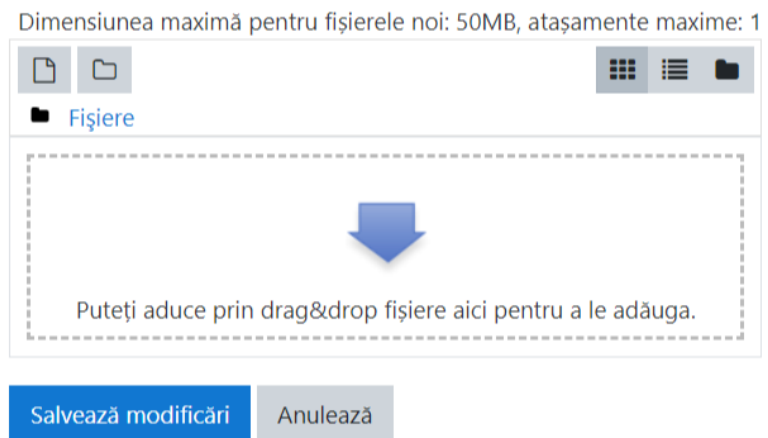 Dimensiunea maximă pentru fișierele noi: 50MB, atașamente maxime: 1
Fişiere
Puteți aduce prin drag&drop fișiere aici pentru a le adăuga.
Salvează modificări
Anulează